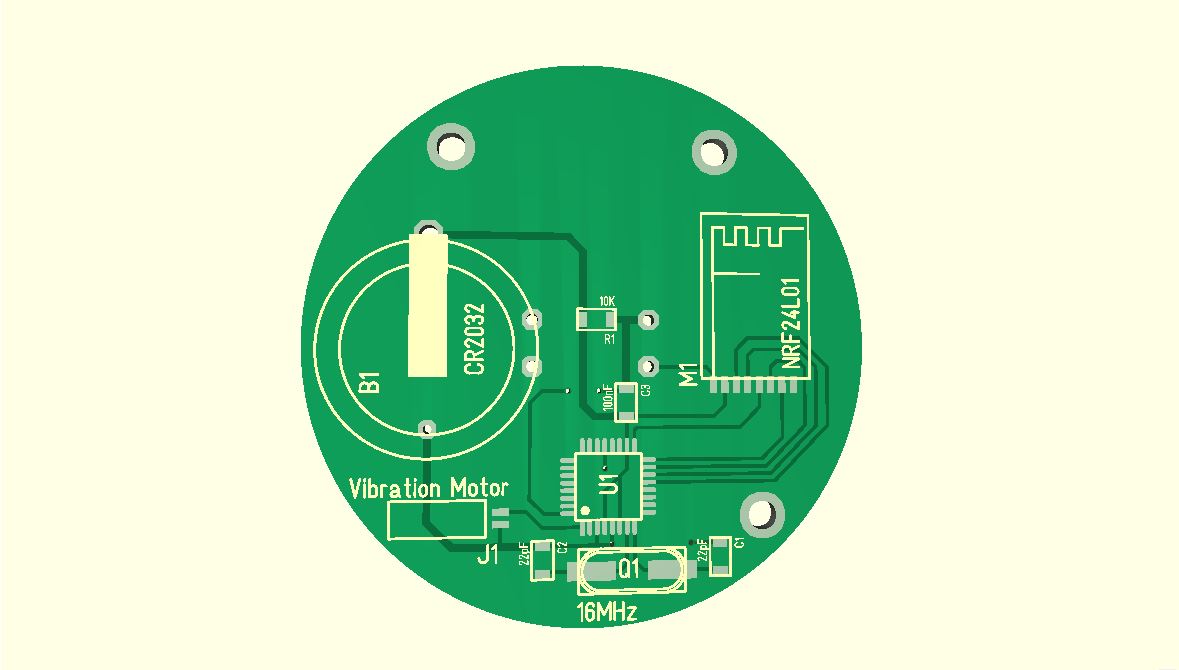 10K
R1
NRF24L01
CR2032
B1
M1
100nF
C3
Vibration Motor
U1
J1
22pF
C2
Q1
22pF
C1
16MHz